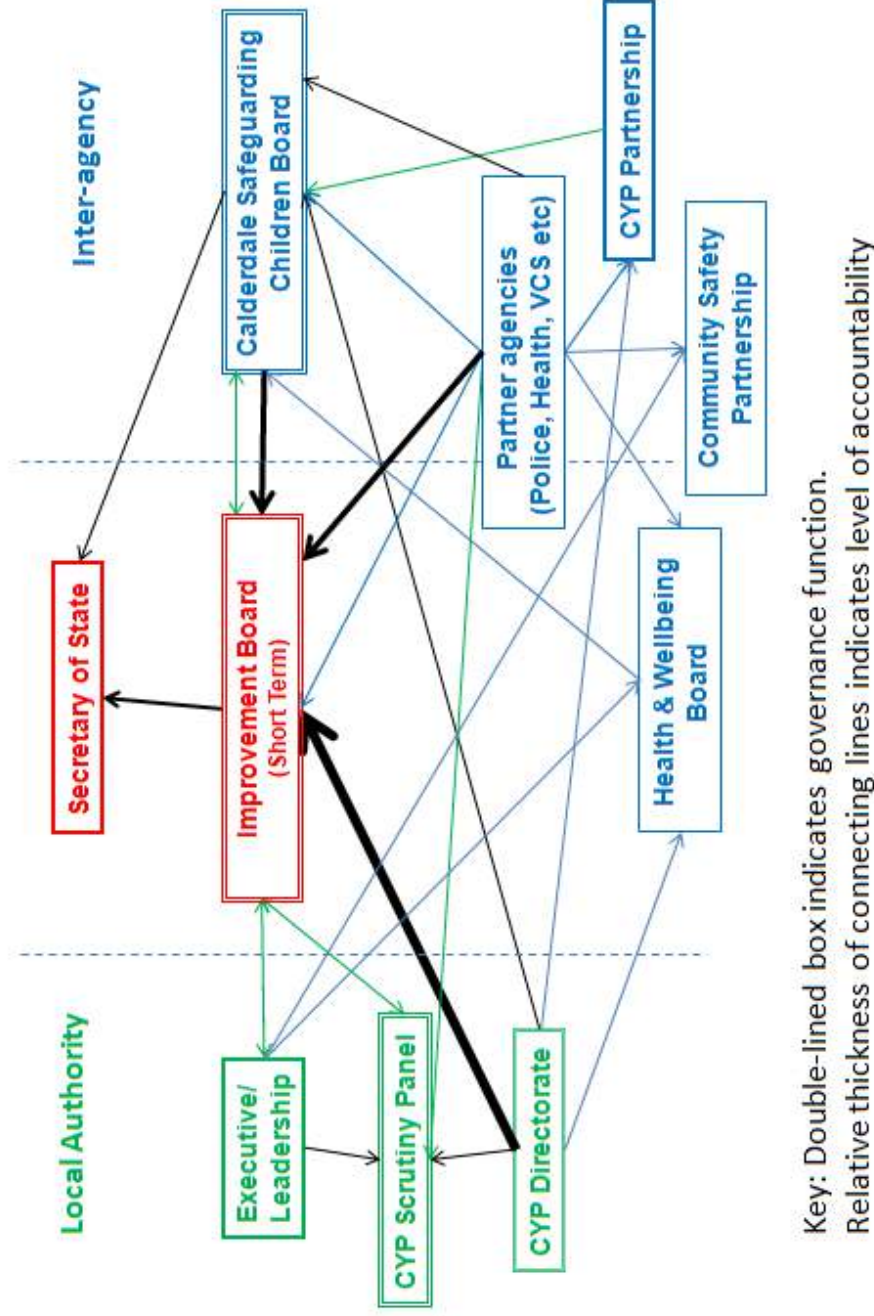 Local Authority
Inter-agency
Secretary of State
Executive/
Leadership
Improvement Board
(Short Term)
Calderdale Safeguarding
Children Board
CYP Scrutiny Panel
CYP Directorate
Partner agencies
(Police, Health, VCS etc)
CYP Partnership
Health & Wellbeing
Board
Community Safety
Partnership
Key: Double-lined box indicates governance function.
Relative thickness of connecting lines indicates level of accountability